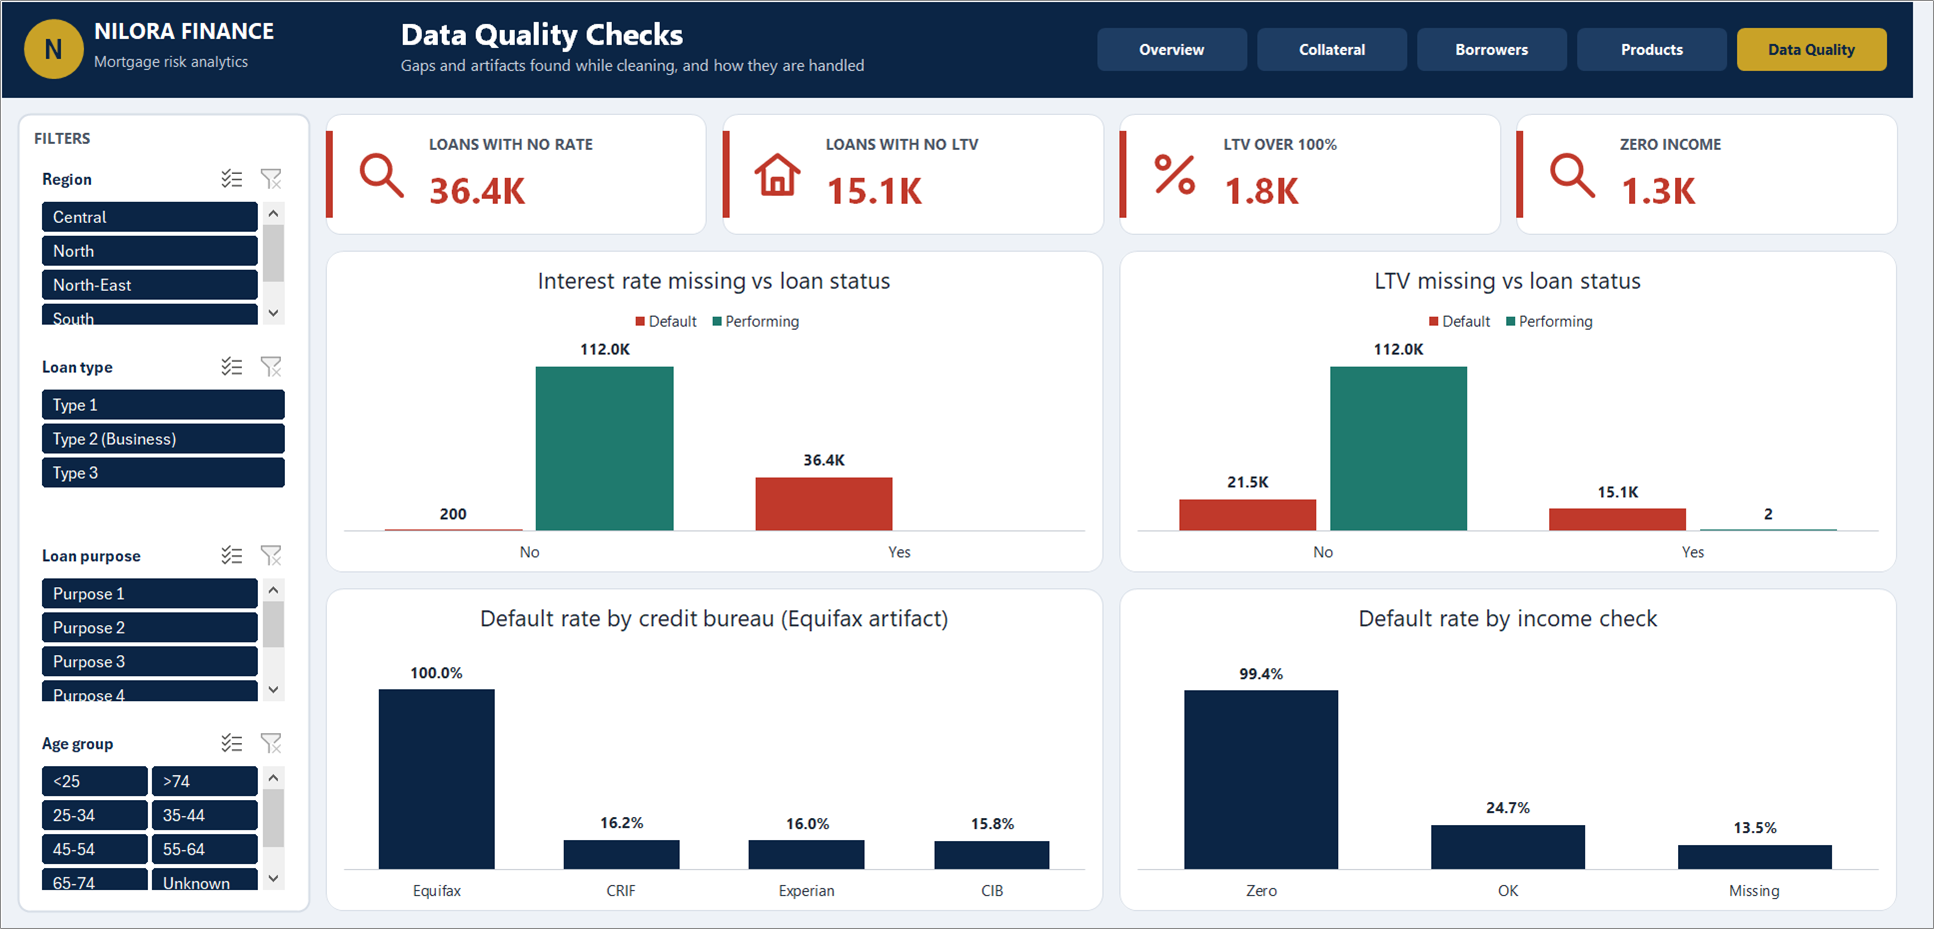 N
NILORA FINANCE
Mortgage risk analytics
Data Quality Checks
Gaps and artifacts found while cleaning, and how they are handled
Overview
Collateral
Borrowers
Products
Data Quality
FILTERS
Region
Central
North
North-East
South
Loan type
Type 1
Type 2 (Business)
Type 3
Loan purpose
Purpose 1
Purpose 2
Purpose 3
Purpose 4
Age group
<25
>74
25-34
35-44
45-54
55-64
65-74
Unknown
LOANS WITH NO RATE
36.4K
LOANS WITH NO LTV
15.1K
LTV OVER 100%
1.8K
ZERO INCOME
1.3K
Interest rate missing vs loan status
Default Performing
112.0K
36.4K
200
No
Yes
LTV missing vs loan status
Default Performing
112.0K
21.5K
15.1K
2
No
Yes
Default rate by credit bureau (Equifax artifact)
100.0%
16.2%
16.0%
15.8%
Equifax
CRIF
Experian
CIB
Default rate by income check
99.4%
24.7%
13.5%
Zero
OK
Missing